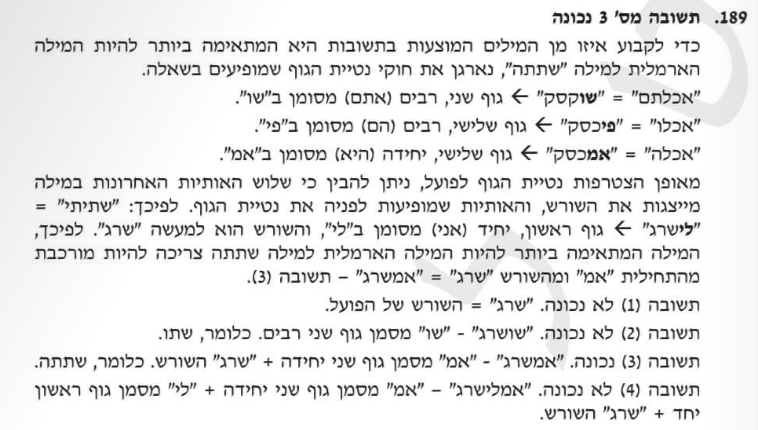 189. תשובה מס' 3 נכונה
כדי לקבוע איזו מן המילים המוצעות בתשובות היא המתאימה ביותר להיות המילה
הארמלית למילה "שתתה", נארגן את חוקי נטיית הגוף שמופיעים בשאלה.
"אכלתם" = "שוקסק" ← גוף שני, רבים (אתם) מסומן ב"שו".
"אכלו" = "פיכסק" ← גוף שלישי, רבים (הם) מסומן ב"פי".
"אכלה" = "אמכסק" ← גוף שלישי, יחידה (היא) מסומן ב"אמ".
מאופן הצטרפות נטיית הגוף לפועל, ניתן להבין כי שלוש האותיות האחרונות במילה
מייצגות את השורש, והאותיות שמופיעות לפניה את נטיית הגוף. לפיכך: "שתיתי" =
"לישרג" ← גוף ראשון, יחיד (אני) מסומן ב"לי", והשורש הוא למעשה "שרג". לפיכך,
המילה המתאימה ביותר להיות המילה הארמלית למילה שתתה צריכה להיות מורכבת
מהתחילית "אמ" ומהשורש "שרג" = "אמשרג" – תשובה (3).
תשובה (1) לא נכונה. "שרג" = השורש של הפועל.
תשובה (2) לא נכונה. "שושרג" - "שו" מסמן גוף שני רבים. כלומר, שתו.
תשובה (3) נכונה. "אמשרג" - "אמ" מסמן גוף שני יחידה + "שרג" השורש. כלומר, שתתה.
תשובה (4) לא נכונה. "אמלישרג" – "אמ" מסמן גוף שני יחידה + "לי" מסמן גוף ראשון
יחד + "שרג" השורש.